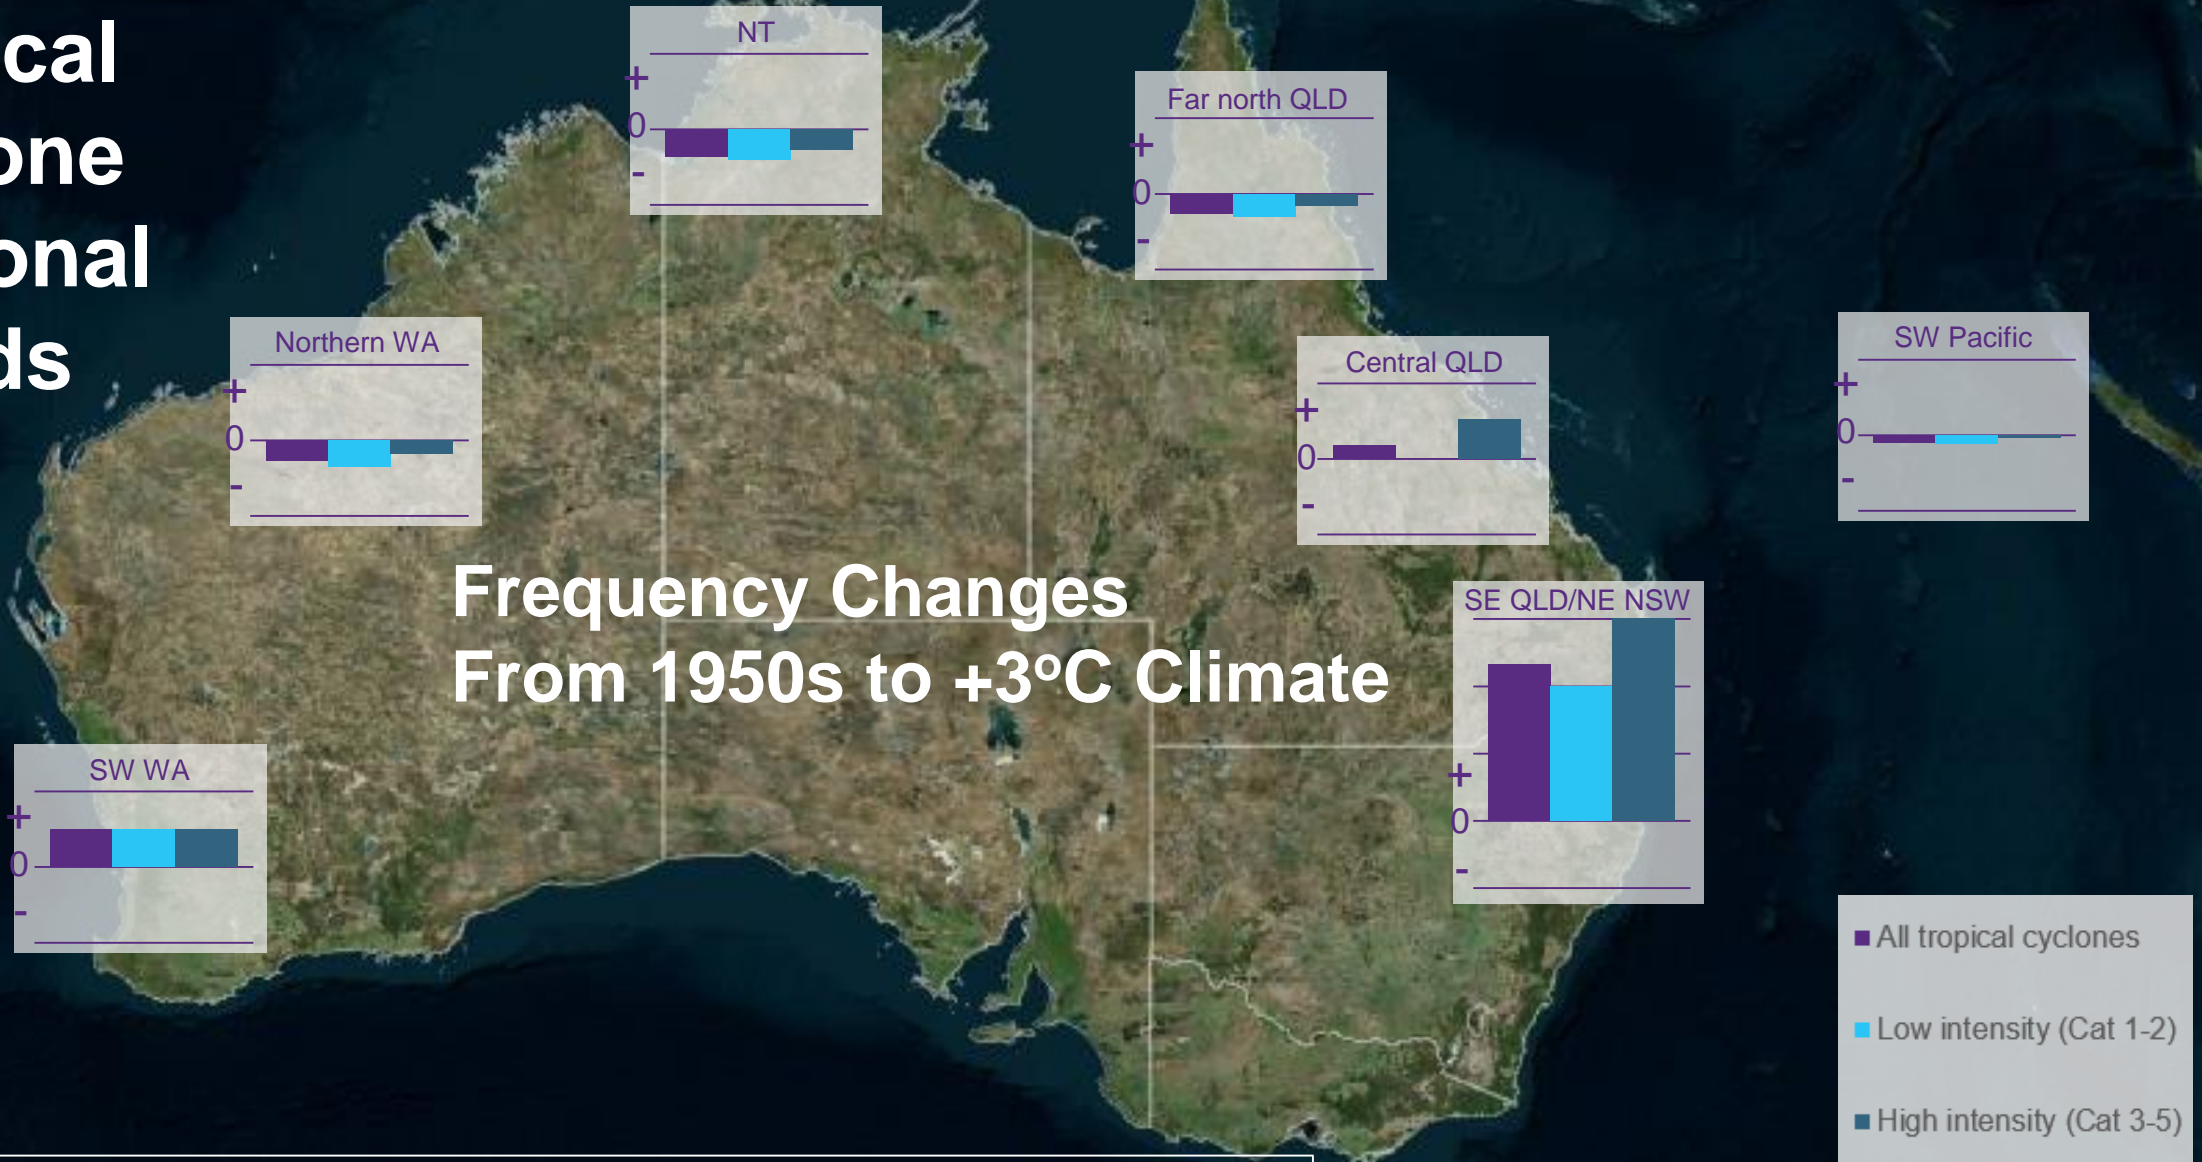 ical
one
onal
ds
NT
+
0
-
Far north QLD
+
0
-
Northern WA
+
0
-
Central QLD
+
0
-
SW Pacific
+
0
-
Frequency Changes
From 1950s to +3°C Climate
SE QLD/NE NSW
+
0
-
SW WA
+
0
-
All tropical cyclones
Low intensity (Cat 1-2)
High intensity (Cat 3-5)